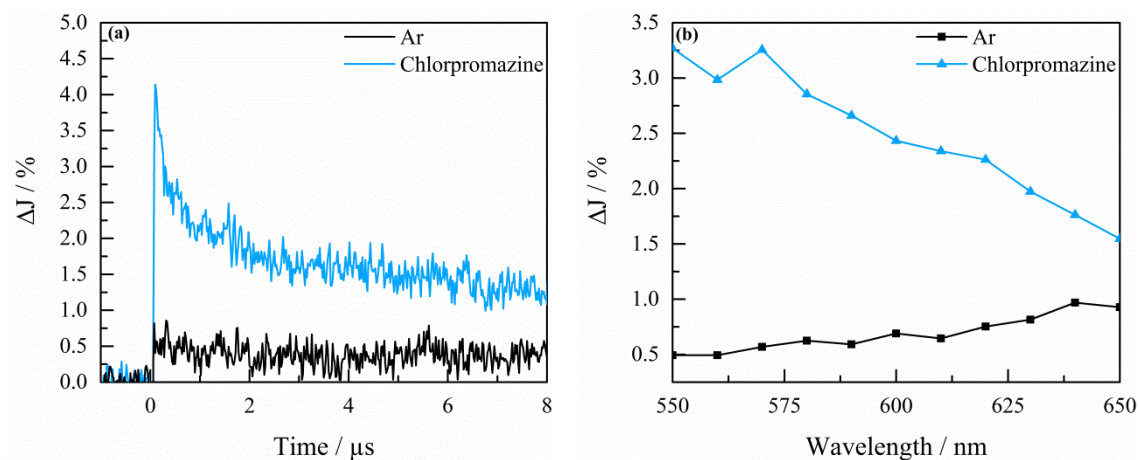 (a)
Ar
Chlorpromazine
5.0
4.5
4.0
3.5
3.0
2.5
2.0
1.5
1.0
0.5
0.0
ΔJ / %
0 2 4 6 8
Time / µs
(b)
Ar
Chlorpromazine
3.5
3.0
2.5
2.0
1.5
1.0
0.5
ΔJ / %
550 575 600 625 650
Wavelength / nm